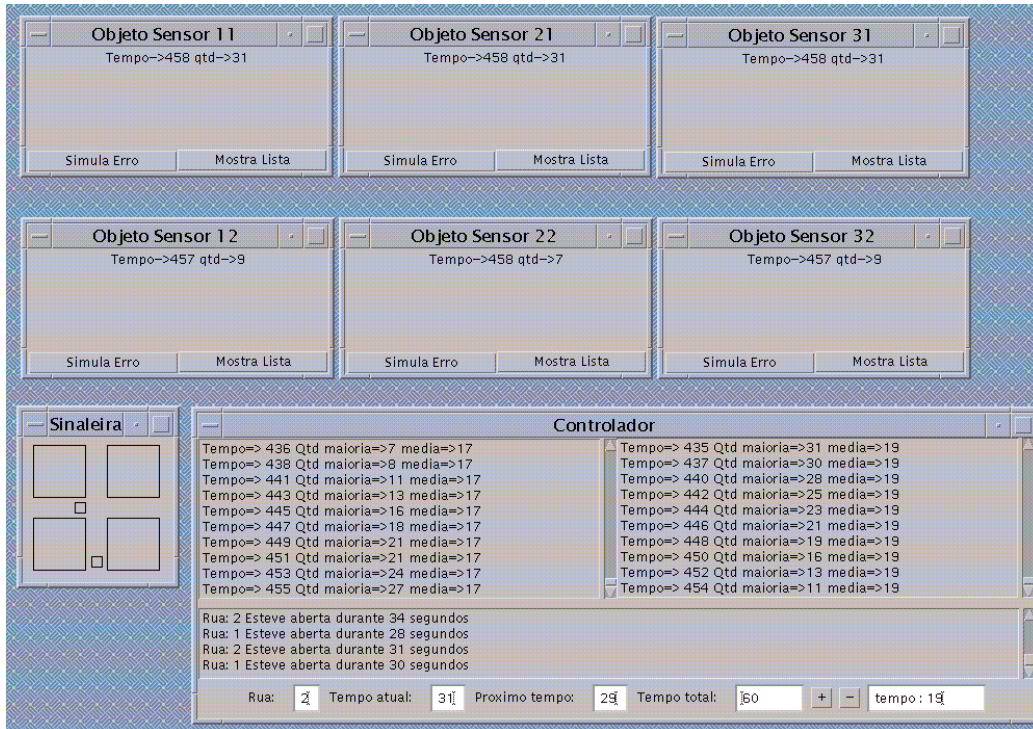 Objeto Sensor 11
Tempo->458 qtd->31
Simula Erro Mostra Lista
Objeto Sensor 21
Tempo->458 qtd->31
Simula Erro Mostra Lista
Objeto Sensor 31
Tempo->458 qtd->31
Simula Erro Mostra Lista
Objeto Sensor 12
Tempo->457 qtd->9
Simula Erro Mostra Lista
Objeto Sensor 22
Tempo->458 qtd->7
Simula Erro Mostra Lista
Objeto Sensor 32
Tempo->457 qtd->9
Simula Erro Mostra Lista
Sinaleira
Controlador
Tempo=> 436 Qtd maioria=>7 media=>17
Tempo=> 438 Qtd maioria=>8 media=>17
Tempo=> 441 Qtd maioria=>11 media=>17
Tempo=> 443 Qtd maioria=>13 media=>17
Tempo=> 445 Qtd maioria=>16 media=>17
Tempo=> 447 Qtd maioria=>18 media=>17
Tempo=> 449 Qtd maioria=>21 media=>17
Tempo=> 451 Qtd maioria=>21 media=>17
Tempo=> 453 Qtd maioria=>24 media=>17
Tempo=> 455 Qtd maioria=>27 media=>17
Tempo=> 435 Qtd maioria=>31 media=>19
Tempo=> 437 Qtd maioria=>30 media=>19
Tempo=> 440 Qtd maioria=>28 media=>19
Tempo=> 442 Qtd maioria=>25 media=>19
Tempo=> 444 Qtd maioria=>23 media=>19
Tempo=> 446 Qtd maioria=>21 media=>19
Tempo=> 448 Qtd maioria=>19 media=>19
Tempo=> 450 Qtd maioria=>16 media=>19
Tempo=> 452 Qtd maioria=>13 media=>19
Tempo=> 454 Qtd maioria=>11 media=>19
Rua: 2 Esteve aberta durante 34 segundos
Rua: 1 Esteve aberta durante 28 segundos
Rua: 2 Esteve aberta durante 31 segundos
Rua: 1 Esteve aberta durante 30 segundos
Rua: 2 Tempo atual: 31 Proximo tempo: 29 Tempo total: 60 + - tempo : 19